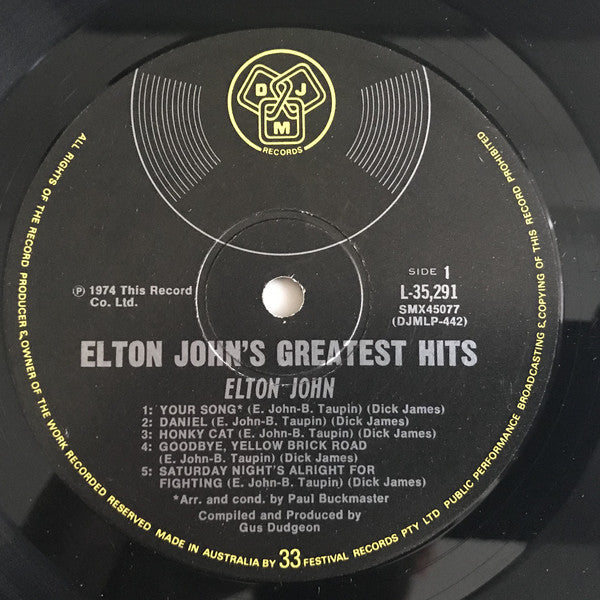 D J M
RECORDS
ALL RIGHTS OF THE RECORD PRODUCER & OWNER OF THE WORK RECORDED RESERVED
MADE IN AUSTRALIA BY 33 FESTIVAL RECORDS PTY LTD
PUBLIC PERFORMANCE BROADCASTING & COPYING OF THIS RECORD PROHIBITED
℗ 1974 This Record
Co. Ltd.
SIDE 1
L-35,291
SMX45077
(DJMLP-442)
ELTON JOHN'S GREATEST HITS
ELTON JOHN
1: YOUR SONG* (E. John-B. Taupin) (Dick James)
2: DANIEL (E. John-B. Taupin) (Dick James)
3: HONKY CAT (E. John-B. Taupin) (Dick James)
4: GOODBYE, YELLOW BRICK ROAD
(E. John-B. Taupin) (Dick James)
5: SATURDAY NIGHT'S ALRIGHT FOR
FIGHTING (E. John-B. Taupin) (Dick James)
*Arr. and cond. by Paul Buckmaster
Compiled and Produced by
Gus Dudgeon